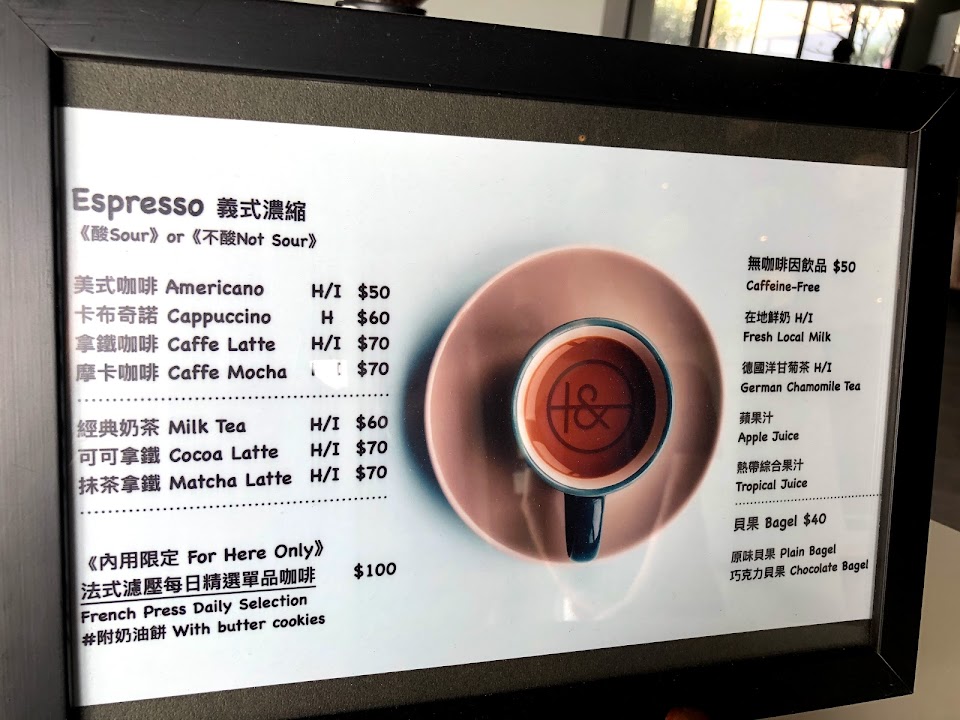 Espresso 義式濃縮
《酸Sour》or《不酸Not Sour》
美式咖啡 Americano H/I $50
卡布奇諾 Cappuccino H $60
拿鐵咖啡 Caffe Latte H/I $70
摩卡咖啡 Caffe Mocha $70
經典奶茶 Milk Tea H/I $60
可可拿鐵 Cocoa Latte H/I $70
抹茶拿鐵 Matcha Latte H/I $70
《內用限定 For Here Only》
法式濾壓每日精選單品咖啡 $100
French Press Daily Selection
#附奶油餅 With butter cookies
&
無咖啡因飲品 $50
Caffeine-Free
在地鮮奶 H/I
Fresh Local Milk
德國洋甘菊茶 H/I
German Chamomile Tea
蘋果汁
Apple Juice
熱帶綜合果汁
Tropical Juice
貝果 Bagel $40
原味貝果 Plain Bagel
巧克力貝果 Chocolate Bagel